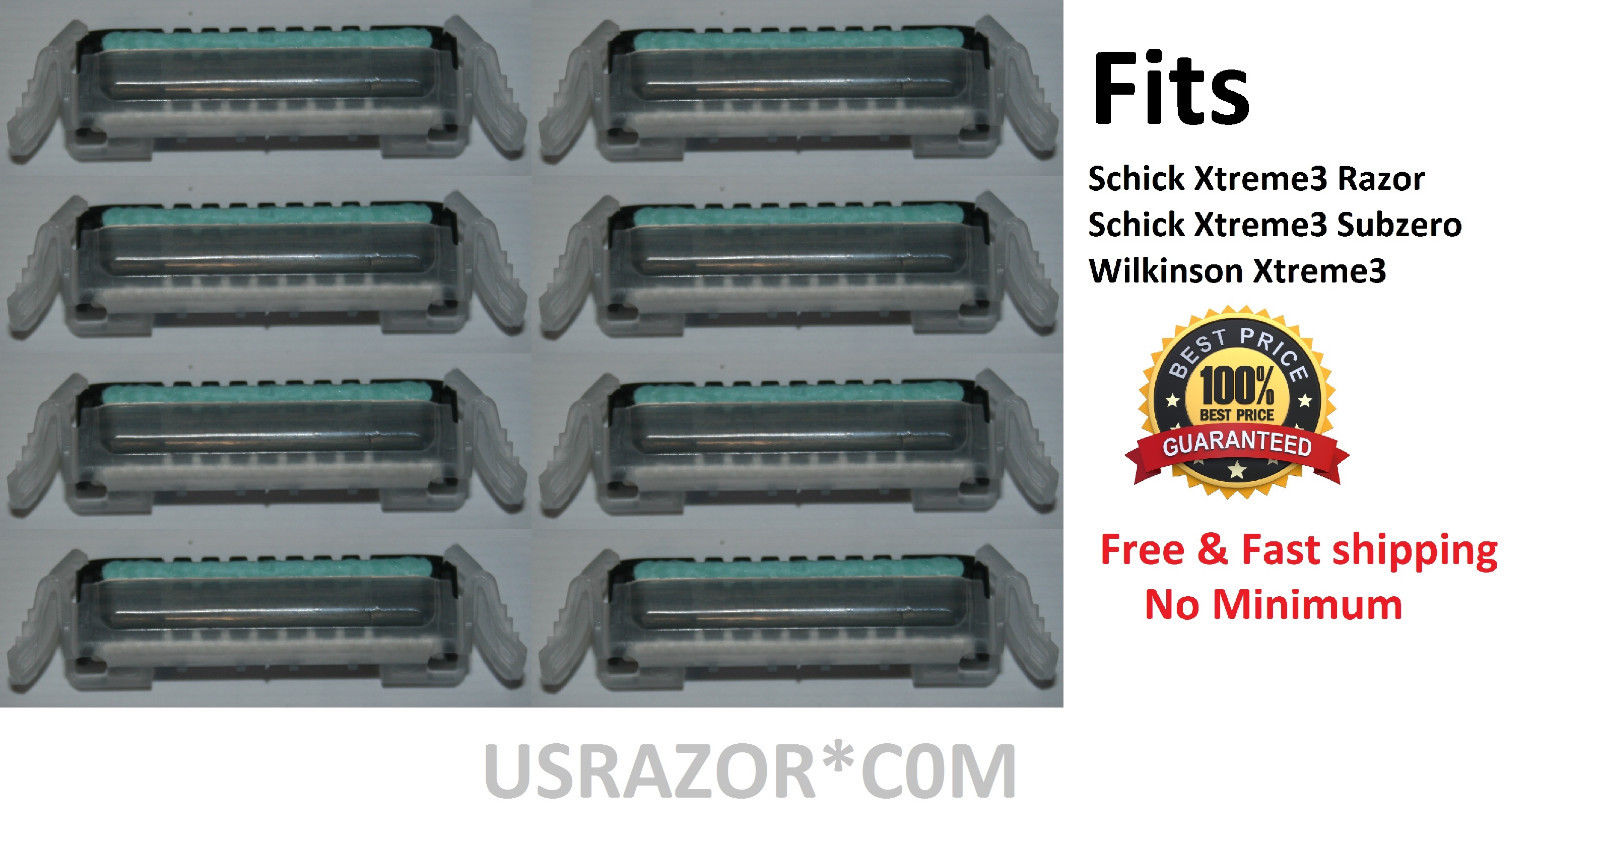 Fits
Schick Xtreme3 Razor
Schick Xtreme3 Subzero
Wilkinson Xtreme3
BEST PRICE
100%
BEST PRICE
GUARANTEED
Free & Fast shipping
No Minimum
USRAZOR*C0M